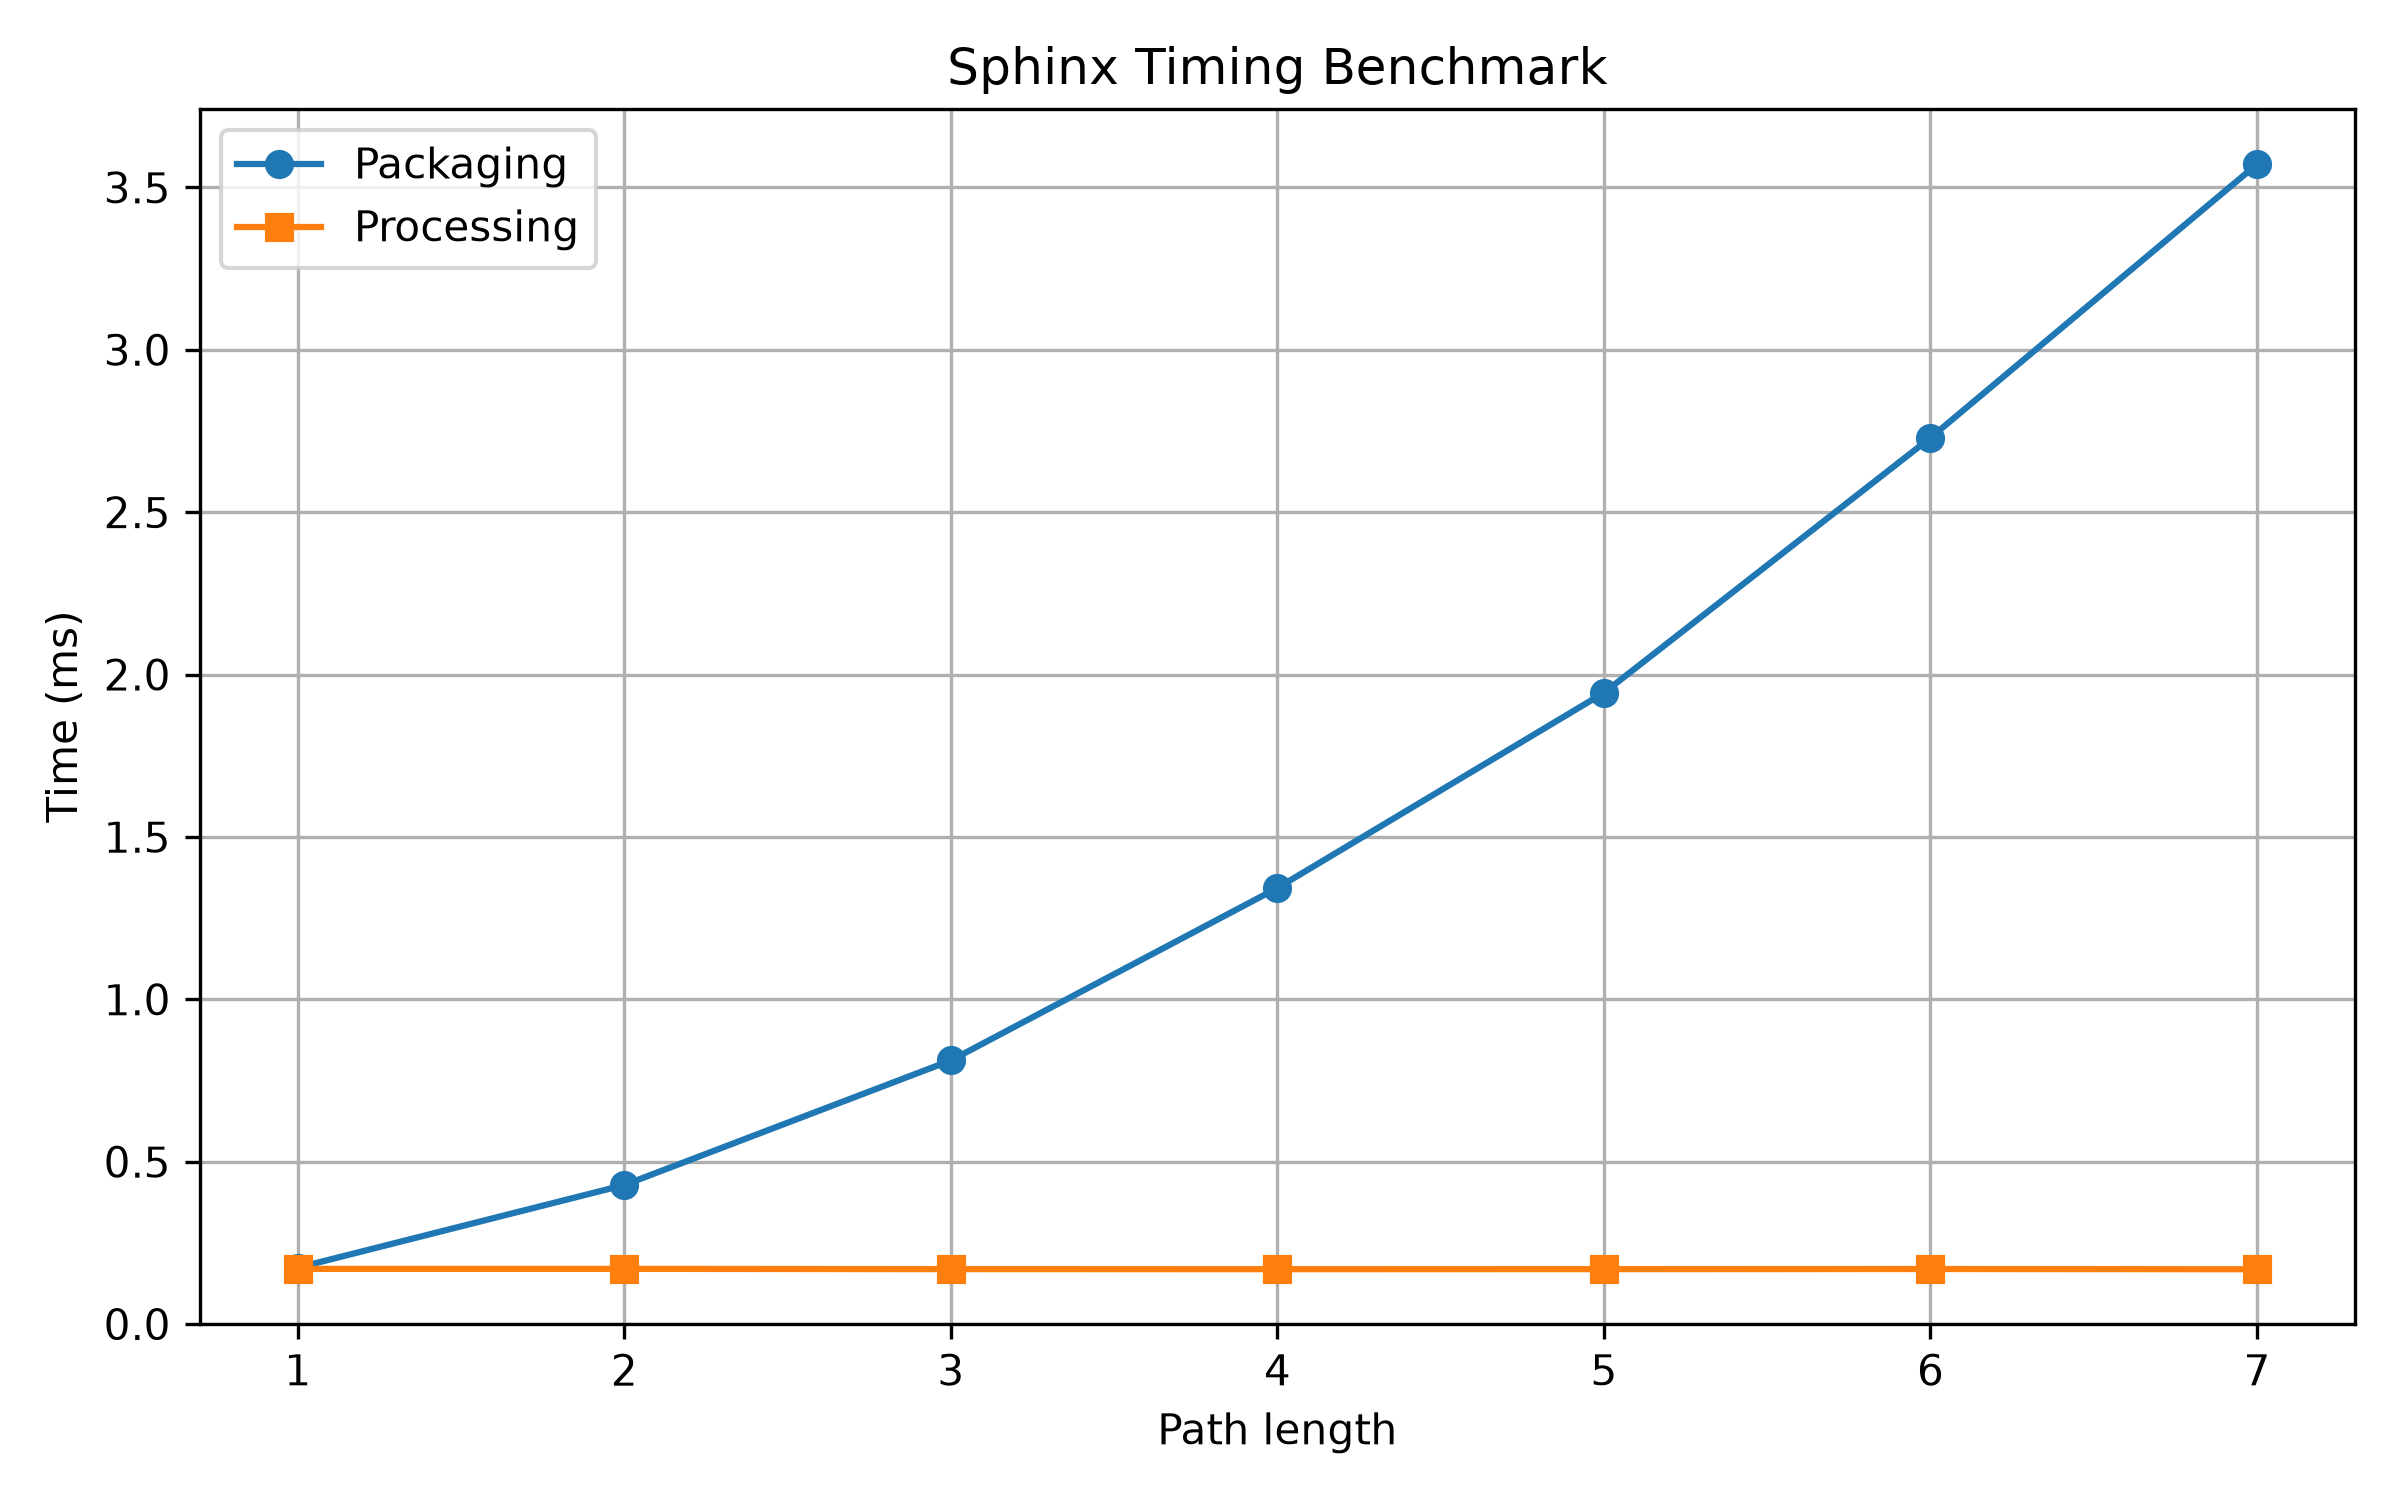 Sphinx Timing Benchmark
Packaging
Processing
3.5
3.0
2.5
2.0
1.5
1.0
0.5
0.0
Time (ms)
1 2 3 4 5 6 7
Path length